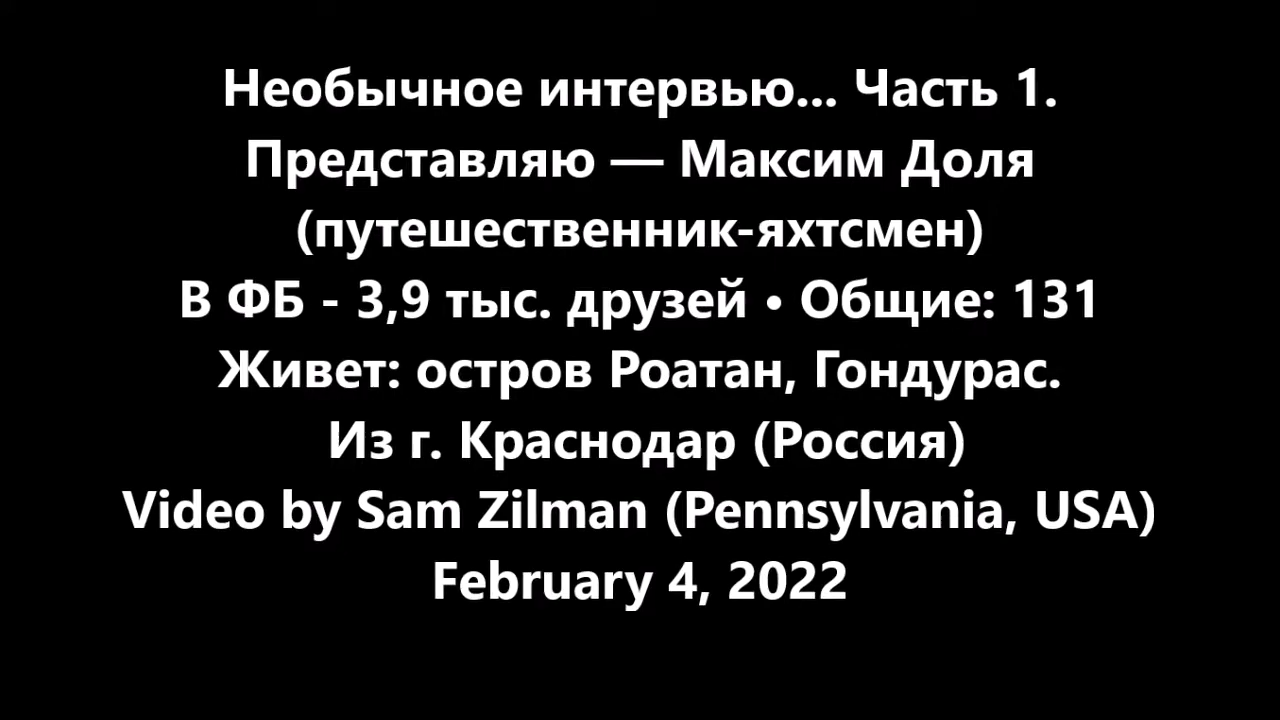 Необычное интервью... Часть 1.
Представляю — Максим Доля
(путешественник-яхтсмен)
В ФБ - 3,9 тыс. друзей • Общие: 131
Живет: остров Роатан, Гондурас.
Из г. Краснодар (Россия)
Video by Sam Zilman (Pennsylvania, USA)
February 4, 2022